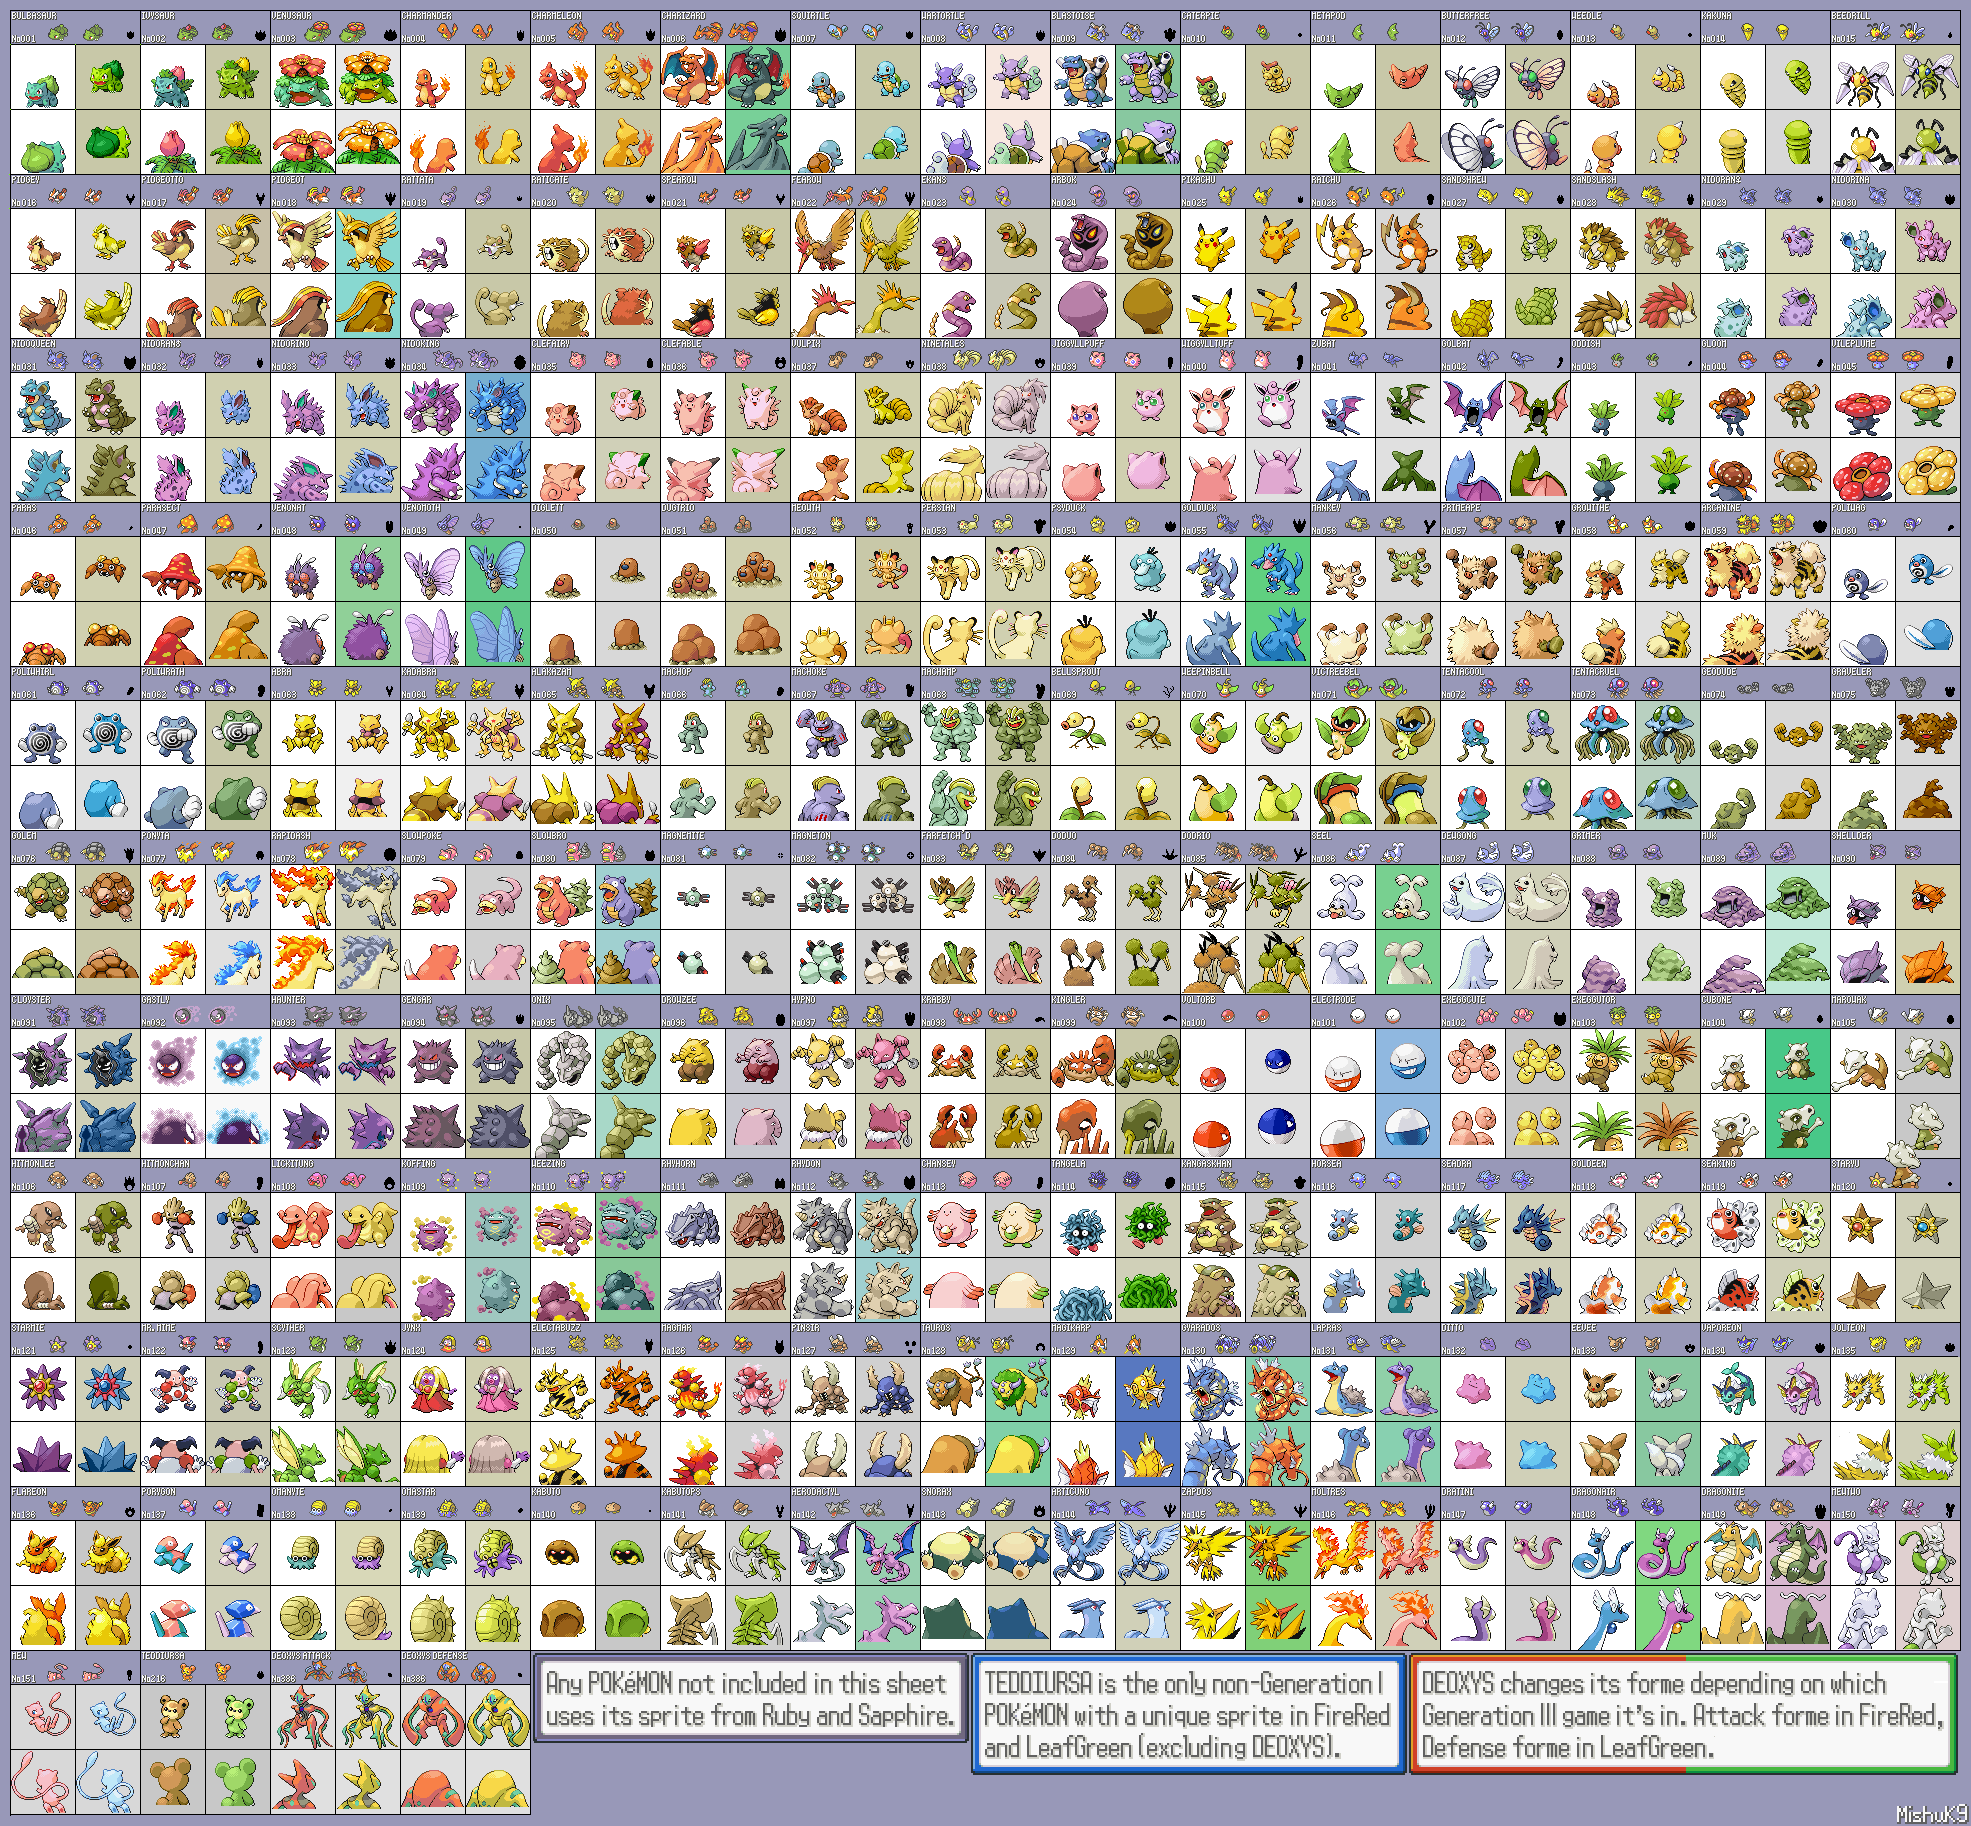 BULBASAUR IVYSAUR VENUSAUR CHARMANDER CHARMELEON CHARIZARD SQUIRTLE WARTORTLE BLASTOISE CATERPIE METAPOD BUTTERFREE WEEDLE KAKUNA BEEDRILL
No001 No002 No003 No004 No005 No006 No007 No008 No009 No010 No011 No012 No013 No014 No015
PIDGEY PIDGEOTTO PIDGEOT RATTATA RATICATE SPEAROW FEAROW EKANS ARBOK PIKACHU RAICHU SANDSHREW SANDSLASH NIDORAN♀ NIDORINA
No016 No017 No018 No019 No020 No021 No022 No023 No024 No025 No026 No027 No028 No029 No030
NIDOQUEEN NIDORAN♂ NIDORINO NIDOKING CLEFAIRY CLEFABLE VULPIX NINETALES JIGGYLLPUFF WIGGYLLTUFF ZUBAT GOLBAT ODDISH GLOOM VILEPLUME
No031 No032 No033 No034 No035 No036 No037 No038 No039 No040 No041 No042 No043 No044 No045
PARAS PARASECT VENONAT VENOMOTH DIGLETT DUGTRIO MEOWTH PERSIAN PSYDUCK GOLDUCK MANKEY PRIMEAPE GROWITHE ARCANINE POLIWAG
No046 No047 No048 No049 No050 No051 No052 No053 No054 No055 No056 No057 No058 No059 No060
POLIWHIRL POLIWRATH ABRA KADABRA ALAKAZAM MACHOP MACHOKE MACHAMP BELLSPROUT WEEPINBELL VICTREEBEL TENTACOOL TENTACRUEL GEODUDE GRAVELER
No061 No062 No063 No064 No065 No066 No067 No068 No069 No070 No071 No072 No073 No074 No075
GOLEM PONYTA RAPIDASH SLOWPOKE SLOWBRO MAGNEMITE MAGNETON FARFETCH'D DODUO DODRIO SEEL DEWGONG GRIMER MUK SHELLDER
No076 No077 No078 No079 No080 No081 No082 No083 No084 No085 No086 No087 No088 No089 No090
CLOYSTER GASTLY HAUNTER GENGAR ONIX DROWZEE HYPNO KRABBY KINGLER VOLTORB ELECTRODE EXEGGCUTE EXEGGUTOR CUBONE MAROWAK
No091 No092 No093 No094 No095 No096 No097 No098 No099 No100 No101 No102 No103 No104 No105
HITMONLEE HITMONCHAN LICKITUNG KOFFING WEEZING RHYHORN RHYDON CHANSEY TANGELA KANGASKHAN HORSEA SEADRA GOLDEEN SEAKING STARYU
No106 No107 No108 No109 No110 No111 No112 No113 No114 No115 No116 No117 No118 No119 No120
STARMIE MR.MIME SCYTHER JYNX ELECTABUZZ MAGMAR PINSIR TAUROS MAGIKARP GYARADOS LAPRAS DITTO EEVEE VAPOREON JOLTEON
No121 No122 No123 No124 No125 No126 No127 No128 No129 No130 No131 No132 No133 No134 No135
FLAREON PORYGON OMANYTE OMASTAR KABUTO KABUTOPS AERODACTYL SNORAX ARTICUNO ZAPDOS MOLTRES DRATINI DRAGONAIR DRAGONITE MEWTWO
No136 No137 No138 No139 No140 No141 No142 No143 No144 No145 No146 No147 No148 No149 No150
MEW TEDDIURSA DEOXYS ATTACK DEOXYS DEFENSE
No151 No216 No386 No386
Any POKéMON not included in this sheet
uses its sprite from Ruby and Sapphire.
TEDDIURSA is the only non-Generation I
POKéMON with a unique sprite in FireRed
and LeafGreen (excluding DEOXYS).
DEOXYS changes its forme depending on which
Generation III game it's in. Attack forme in FireRed,
Defense forme in LeafGreen.
MishuK9